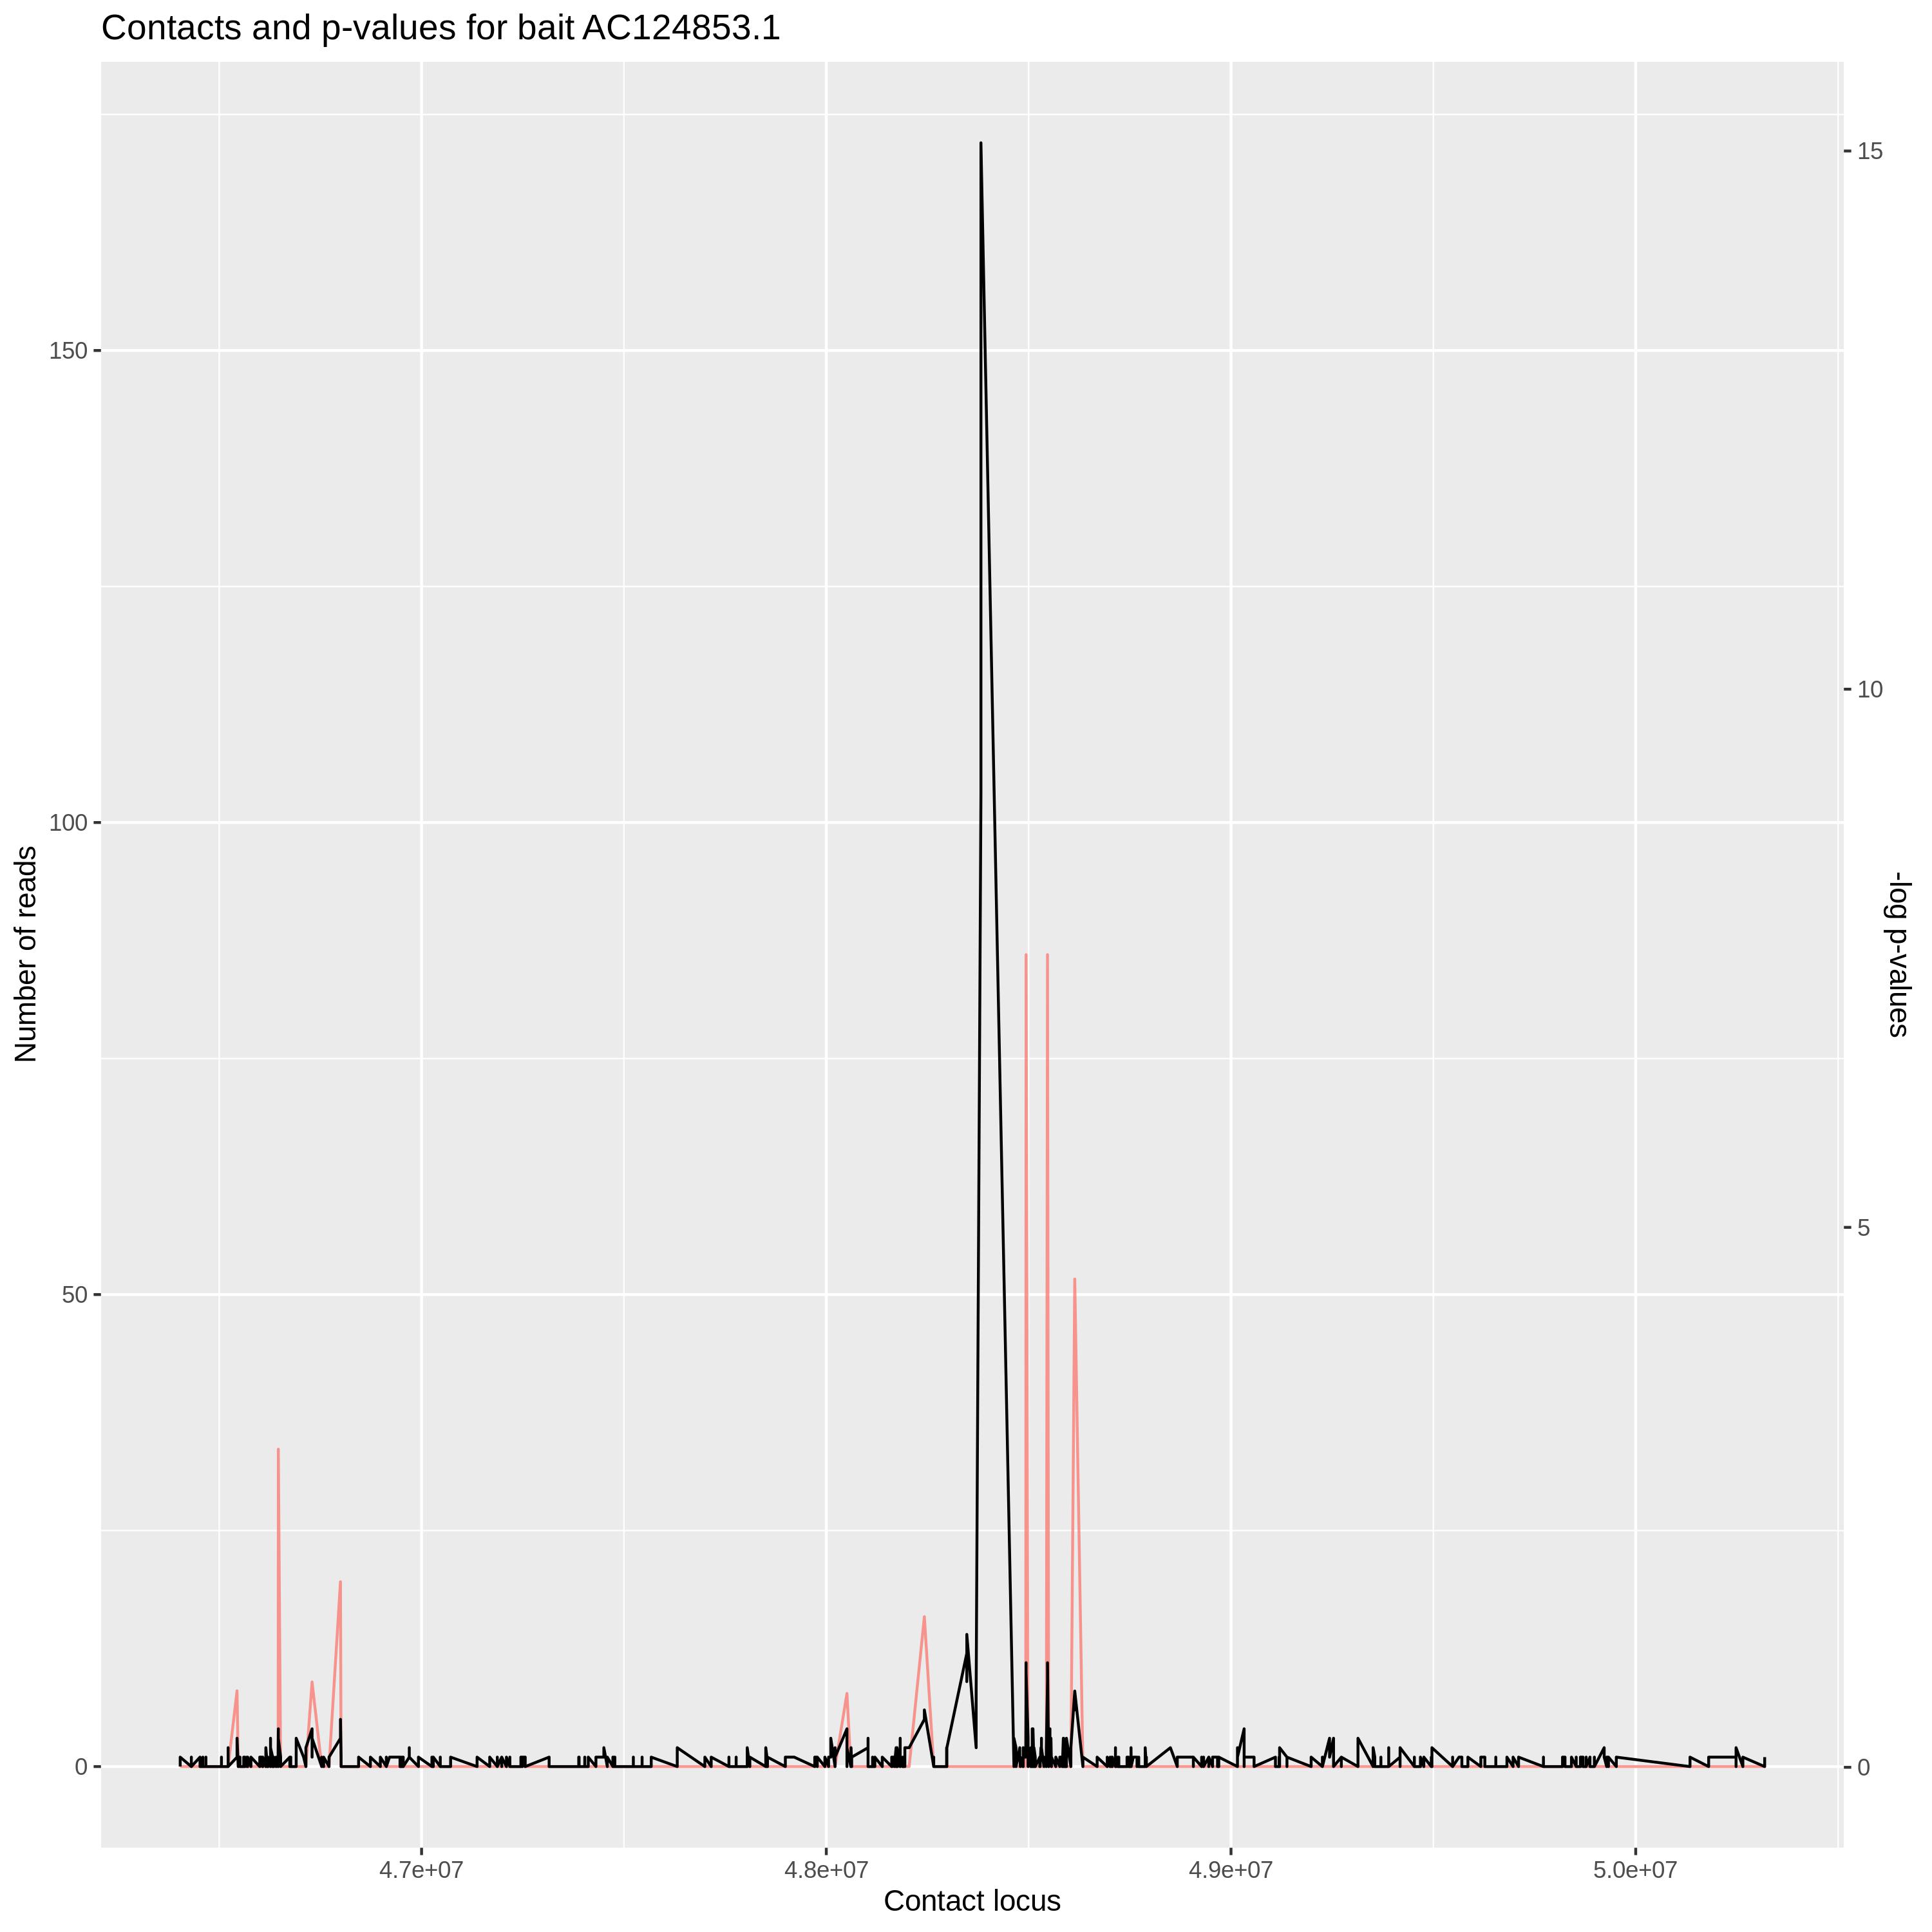 Contacts and p-values for bait AC124853.1
150
100
50
0
Number of reads
15
10
5
0
-log p-values
4.7e+07
4.8e+07
4.9e+07
5.0e+07
Contact locus